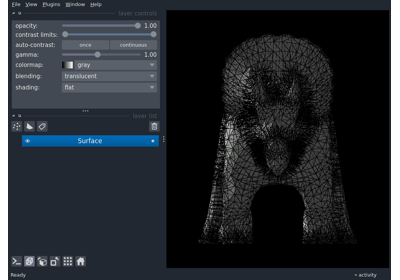 File View Plugins Window Help
layer controls
opacity: 1.00
contrast limits:
auto-contrast: once continuous
gamma: 1.00
colormap: gray
blending: translucent
shading: flat
layer list
Surface
Ready
activity